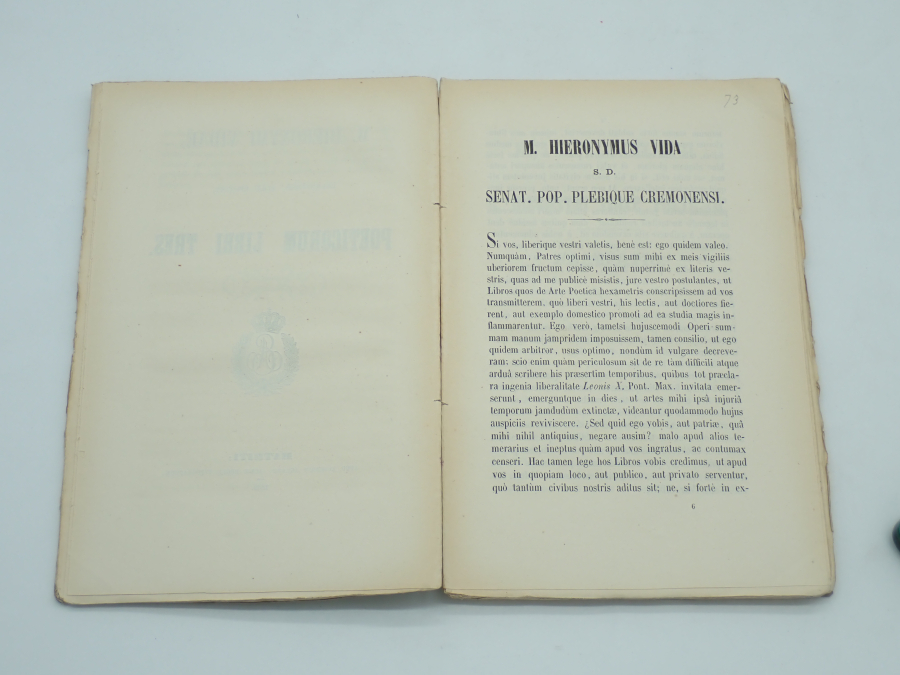 POETICORUM LIBRI TRES.
73
M. HIERONYMUS VIDA
S. D.
SENAT. POP. PLEBIQUE CREMONENSI.
Si vos, liberique vestri valetis, benè est: ego quidem valeo.
Numquàm, Patres optimi, visus sum mihi ex meis vigiliis
uberiorem fructum cepisse, quàm nuperrimè ex literis ve-
stris, quas ad me publicè misistis, jure vestro postulantes, ut
Libros quos de Arte Poetica hexametris conscripsissem ad vos
transmitterem, quò liberi vestri, his lectis, aut doctiores fie-
rent, aut exemplo domestico promoti ad ea studia magis in-
flammarentur. Ego verò, tametsi hujuscemodi Operi sum-
mam manum jampridem imposuissem, tamen consilio, ut ego
quidem arbitror, usus optimo, nondùm id vulgare decreve-
ram: scio enim quàm periculosum sit de re tàm difficili atque
arduâ scribere his præsertim temporibus, quibus tot præcla-
ra ingenia liberalitate Leonis X, Pont. Max. invitata emer-
serunt, emerguntque in dies, ut artes mihi ipsâ injuriâ
temporum jamdudùm extinctæ, videantur quodammodo hujus
auspiciis reviviscere. ¿Sed quid ego vobis, aut patriæ, quâ
mihi nihil antiquius, negare ausim? malo apud alios te-
merarius et ineptus quàm apud vos ingratus, ac contumax
censeri. Hac tamen lege hos Libros vobis credimus, ut apud
vos in quopiam loco, aut publico, aut privato serventur,
quò tantùm civibus nostris aditus sit; ne, si fortè in ex-
6